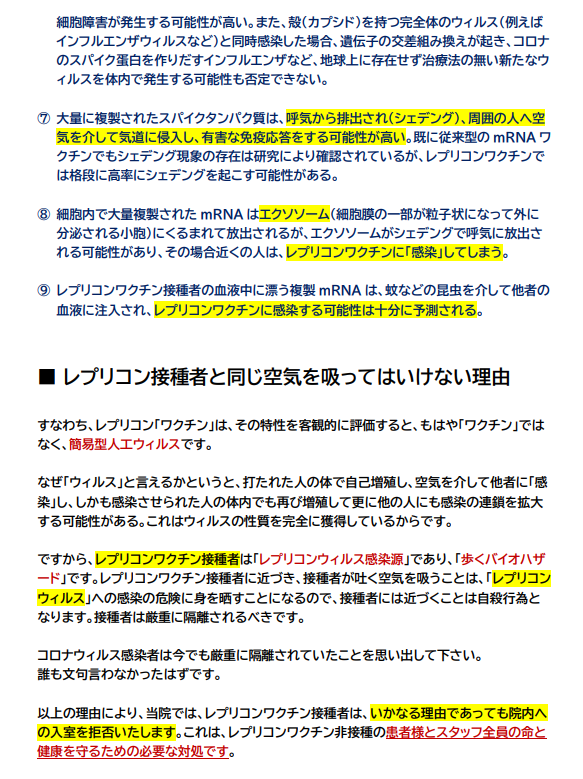 細胞障害が発生する可能性が高い。また、殻（カプシド）を持つ完全体のウィルス（例えば
インフルエンザウィルスなど）と同時感染した場合、遺伝子の交差組み換えが起き、コロナ
のスパイク蛋白を作りだすインフルエンザなど、地球上に存在せず治療法の無い新たなウ
ィルスを体内で発生する可能性も否定できない。
⑦ 大量に複製されたスパイクタンパク質は、呼気から排出され（シェデング）、周囲の人へ空
気を介して気道に侵入し、有害な免疫応答をする可能性が高い。既に従来型の mRNA ワ
クチンでもシェデング現象の存在は研究により確認されているが、レプリコンワクチンで
は格段に高率にシェデングを起こす可能性がある。
⑧ 細胞内で大量複製された mRNA はエクソソーム（細胞膜の一部が粒子状になって外に
分泌される小胞）にくるまれて放出されるが、エクソソームがシェデングで呼気に放出さ
れる可能性があり、その場合近くの人は、レプリコンワクチンに「感染」してしまう。
⑨ レプリコンワクチン接種者の血液中に漂う複製 mRNA は、蚊などの昆虫を介して他者の
血液に注入され、レプリコンワクチンに感染する可能性は十分に予測される。
■ レプリコン接種者と同じ空気を吸ってはいけない理由
すなわち、レプリコン「ワクチン」は、その特性を客観的に評価すると、もはや「ワクチン」では
なく、簡易型人工ウィルスです。
なぜ「ウィルス」と言えるかというと、打たれた人の体で自己増殖し、空気を介して他者に「感
染」し、しかも感染させられた人の体内でも再び増殖して更に他の人にも感染の連鎖を拡大
する可能性がある。これはウィルスの性質を完全に獲得しているからです。
ですから、レプリコンワクチン接種者は「レプリコンウィルス感染源」であり、「歩くバイオハザ
ード」です。レプリコンワクチン接種者に近づき、接種者が吐く空気を吸うことは、「レプリコン
ウィルス」への感染の危険に身を晒すことになるので、接種者には近づくことは自殺行為と
なります。接種者は厳重に隔離されるべきです。
コロナウィルス感染者は今でも厳重に隔離されていたことを思い出して下さい。
誰も文句言わなかったはずです。
以上の理由により、当院では、レプリコンワクチン接種者は、いかなる理由であっても院内へ
の入室を拒否いたします。これは、レプリコンワクチン非接種の患者様とスタッフ全員の命と
健康を守るための必要な対処です。